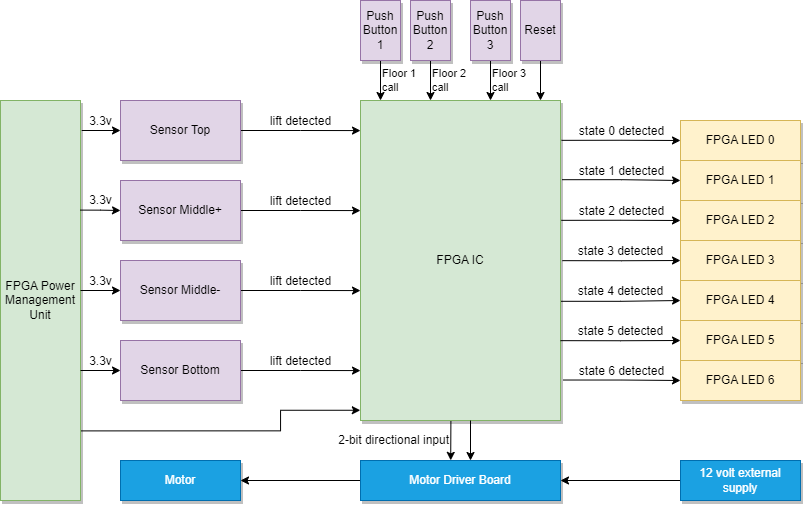 Push
Button
1
Push
Button
2
Push
Button
3
Reset
Floor 1
call
Floor 2
call
Floor 3
call
3.3v
Sensor Top
lift detected
3.3v
Sensor Middle+
lift detected
3.3v
Sensor Middle-
lift detected
3.3v
Sensor Bottom
lift detected
FPGA Power
Management
Unit
FPGA IC
state 0 detected
FPGA LED 0
state 1 detected
FPGA LED 1
state 2 detected
FPGA LED 2
state 3 detected
FPGA LED 3
state 4 detected
FPGA LED 4
state 5 detected
FPGA LED 5
state 6 detected
FPGA LED 6
2-bit directional input
Motor
Motor Driver Board
12 volt external
supply